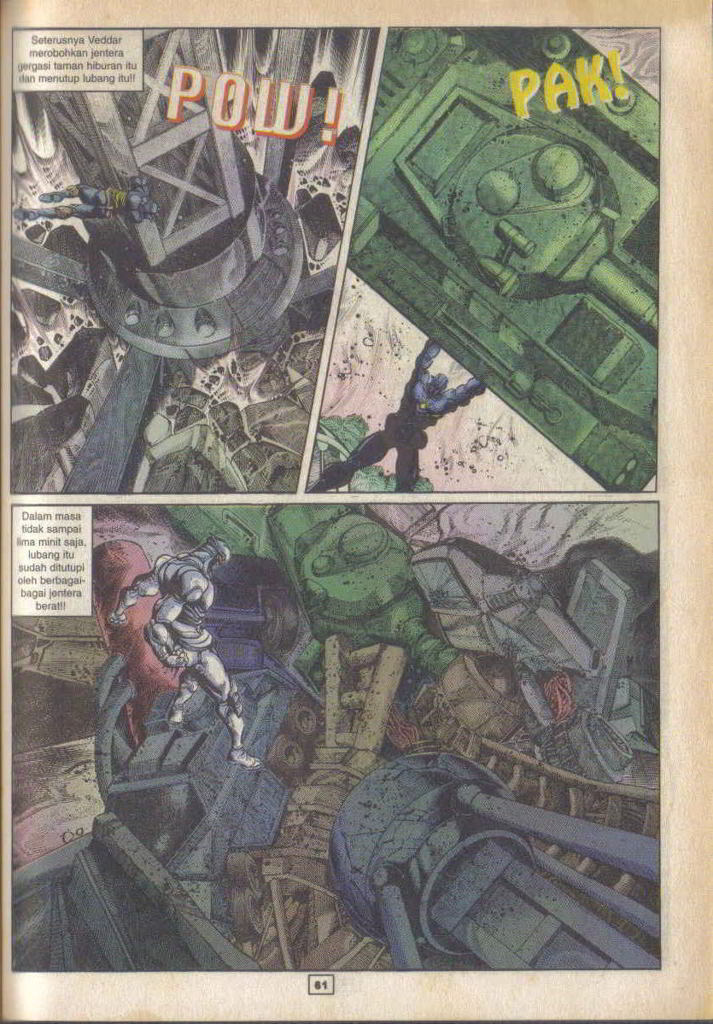 Seterusnya Veddar
merobohkan jentera
gergasi taman hiburan itu
dan menutup lubang itu!!
POW!
PAK!
Dalam masa
tidak sampai
lima minit saja,
lubang itu
sudah ditutupi
oleh berbagai-
bagai jentera
berat!!
61